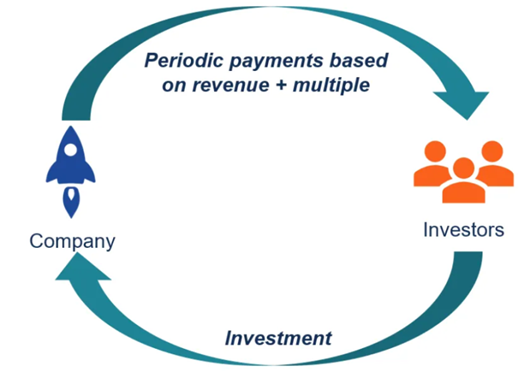 Periodic payments based
on revenue + multiple
Company
Investors
Investment